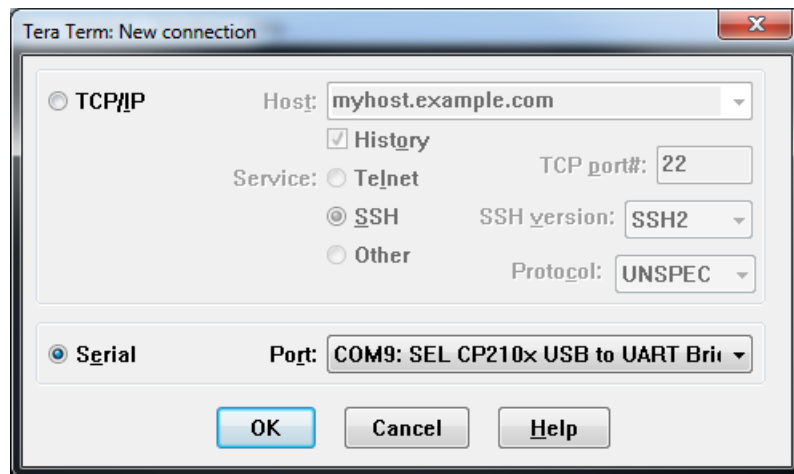 Tera Term: New connection
TCP/IP Host: myhost.example.com
History
Service: Telnet TCP port#: 22
SSH SSH version: SSH2
Other Protocol: UNSPEC
Serial Port: COM9: SEL CP210x USB to UART
OK Cancel Help